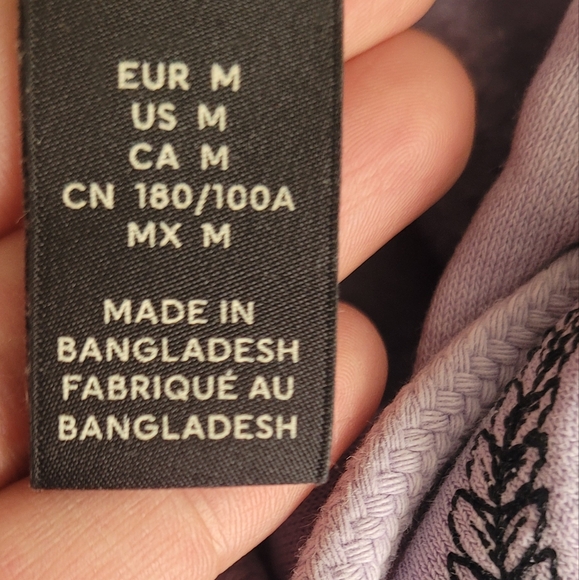 EUR M
US M
CA M
CN 180/100A
MX M
MADE IN
BANGLADESH
FABRIQUÉ AU
BANGLADESH